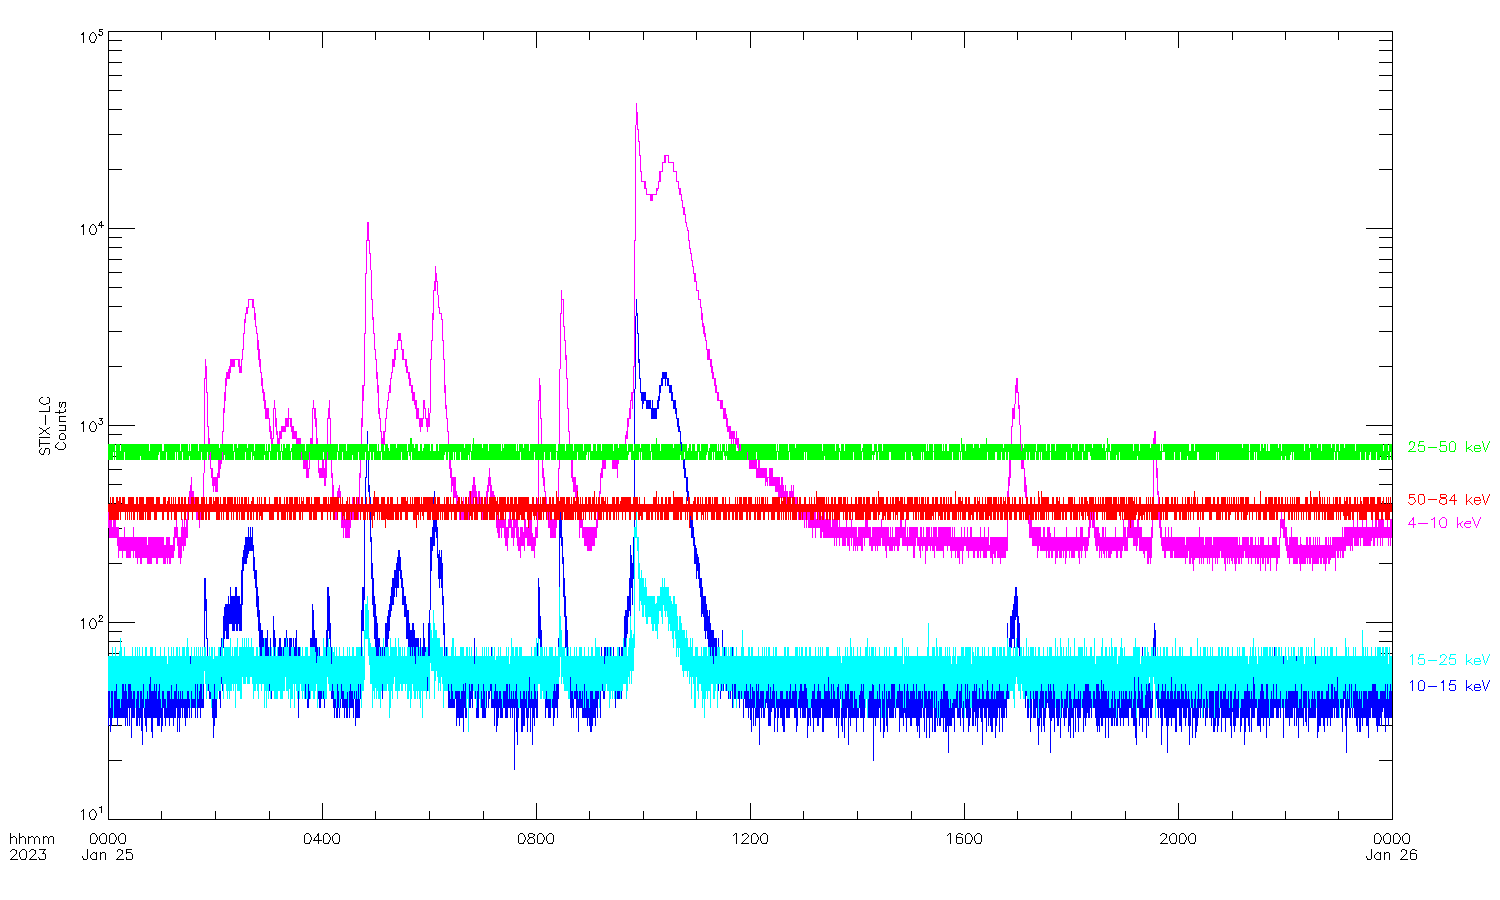 10⁵
10⁴
10³
10²
10¹
STIX-LC
Counts
25-50 keV
50-84 keV
4-10 keV
15-25 keV
10-15 keV
hhmm 0000 0400 0800 1200 1600 2000 0000
2023 Jan 25 Jan 26